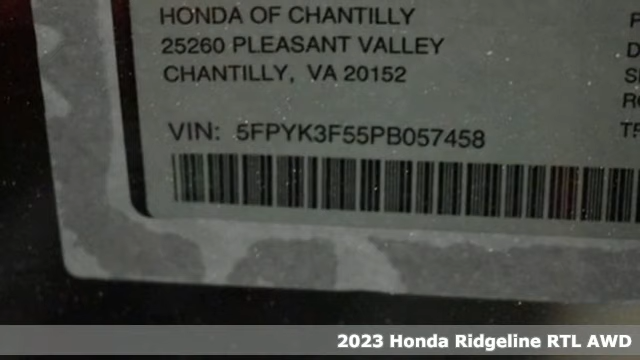 HONDA OF CHANTILLY
25260 PLEASANT VALLEY
CHANTILLY, VA 20152
VIN: 5FPYK3F55PB057458
2023 Honda Ridgeline RTL AWD